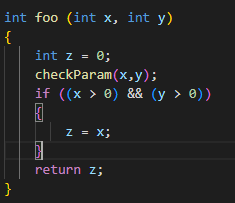 int foo (int x, int y)
{
    int z = 0;
    checkParam(x,y);
    if ((x > 0) && (y > 0))
    {
        z = x;
    }
    return z;
}